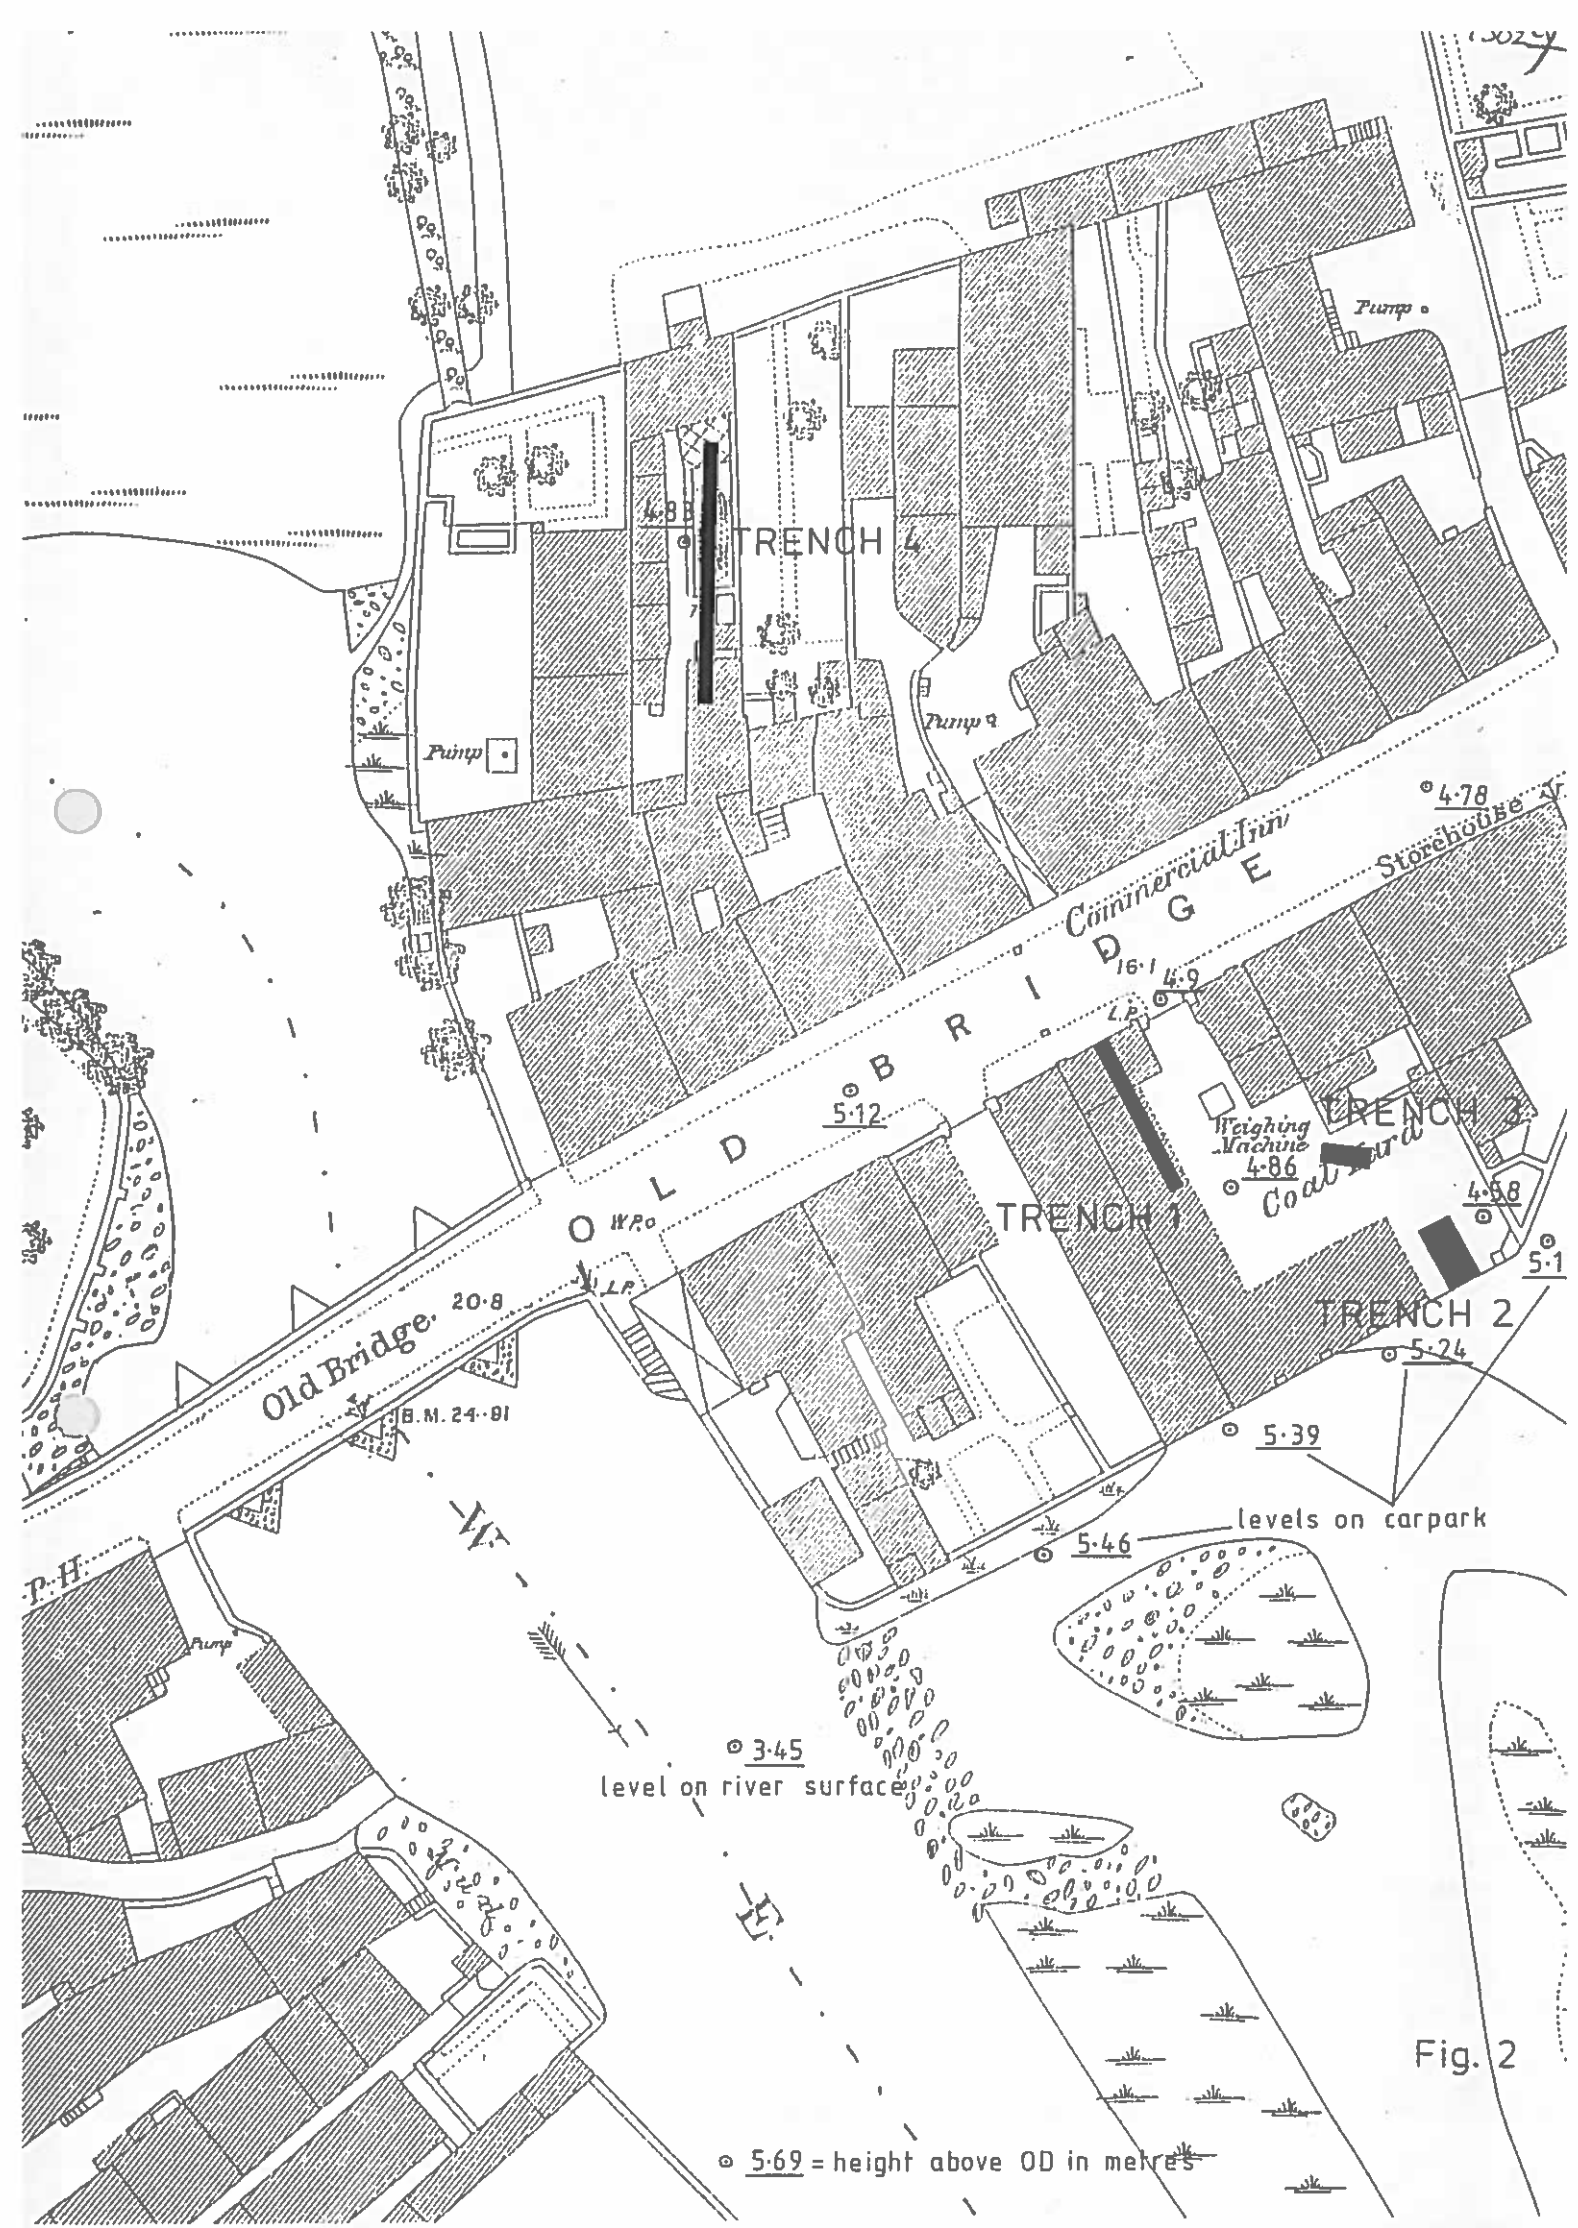 Pump
4.83
TRENCH 4
Pump
Pump
4.78
Storehouse
Commercial Inn
OLD BRIDGE
16.1
4.9
L.P.
5.12
TRENCH 3
Weighing
Machine
4.86
Coal Yard
4.58
TRENCH 1
W.P.
5.1
L.P.
20.8
TRENCH 2
Old Bridge
5.24
B.M. 24.81
5.39
levels on carpark
W.
5.46
P.H.
Pump
3.45
level on river surface
E
Fig. 2
5.69 = height above OD in metres